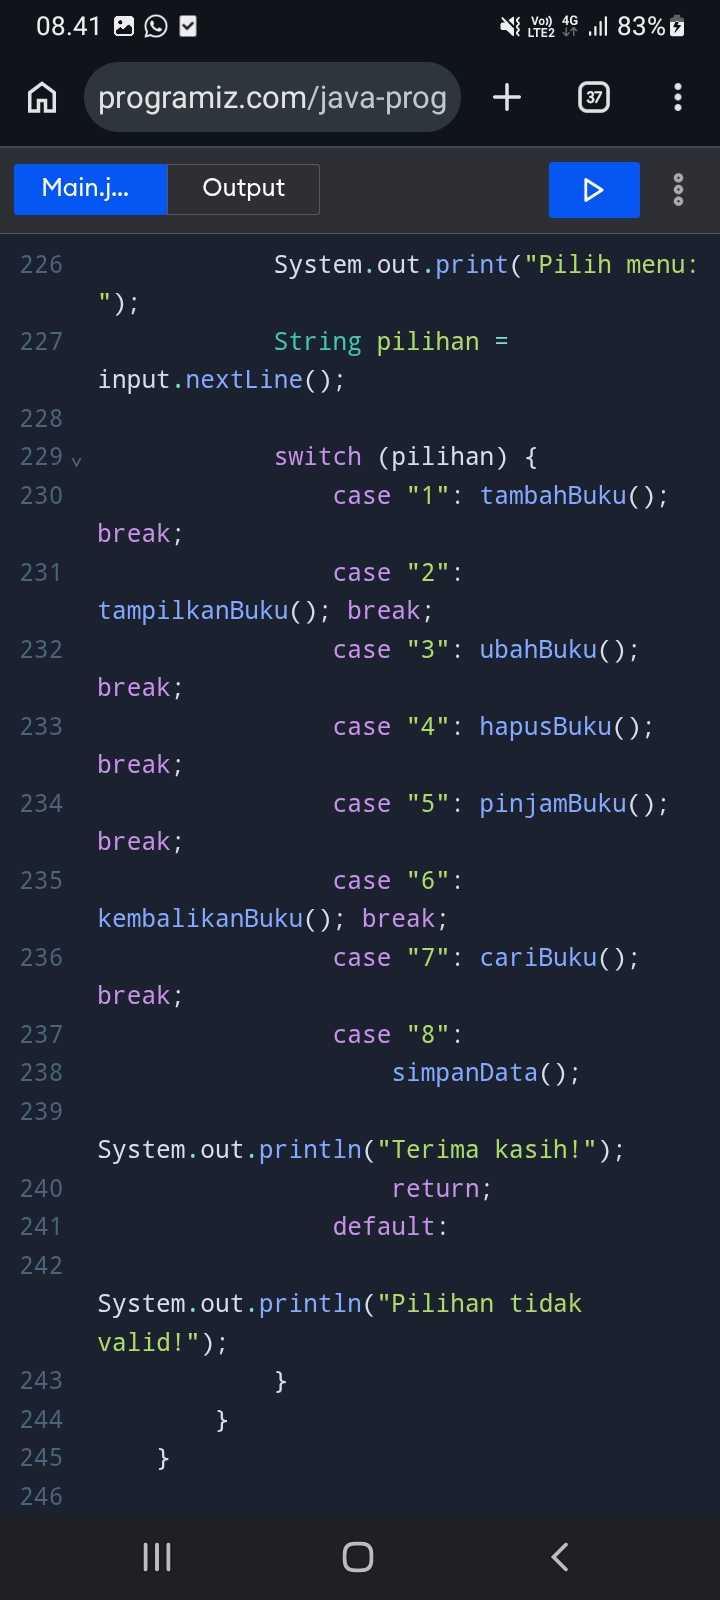 08.41 Vo)) LTE2 4G 83%
programiz.com/java-prog 37
Main.j... Output
226 System.out.print("Pilih menu:
");
227 String pilihan =
input.nextLine();
228
229 switch (pilihan) {
230 case "1": tambahBuku();
break;
231 case "2":
tampilkanBuku(); break;
232 case "3": ubahBuku();
break;
233 case "4": hapusBuku();
break;
234 case "5": pinjamBuku();
break;
235 case "6":
kembalikanBuku(); break;
236 case "7": cariBuku();
break;
237 case "8":
238 simpanData();
239
System.out.println("Terima kasih!");
240 return;
241 default:
242
System.out.println("Pilihan tidak
valid!");
243 }
244 }
245 }
246